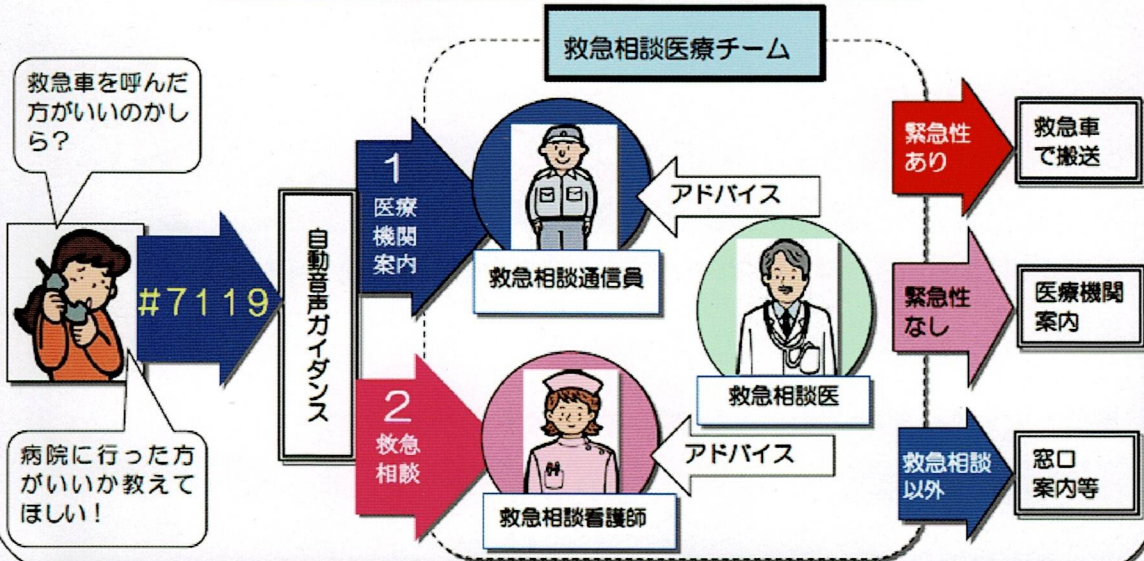 救急相談医療チーム
救急車を呼んだ
方がいいのかし
ら?
#7119
病院に行った方
がいいか教えて
ほしい!
自動音声ガイダンス
1
医療
機関
案内
2
救急
相談
救急相談通信員
アドバイス
救急相談医
アドバイス
救急相談看護師
緊急性
あり
救急車
で搬送
緊急性
なし
医療機関
案内
救急相談
以外
窓口
案内等